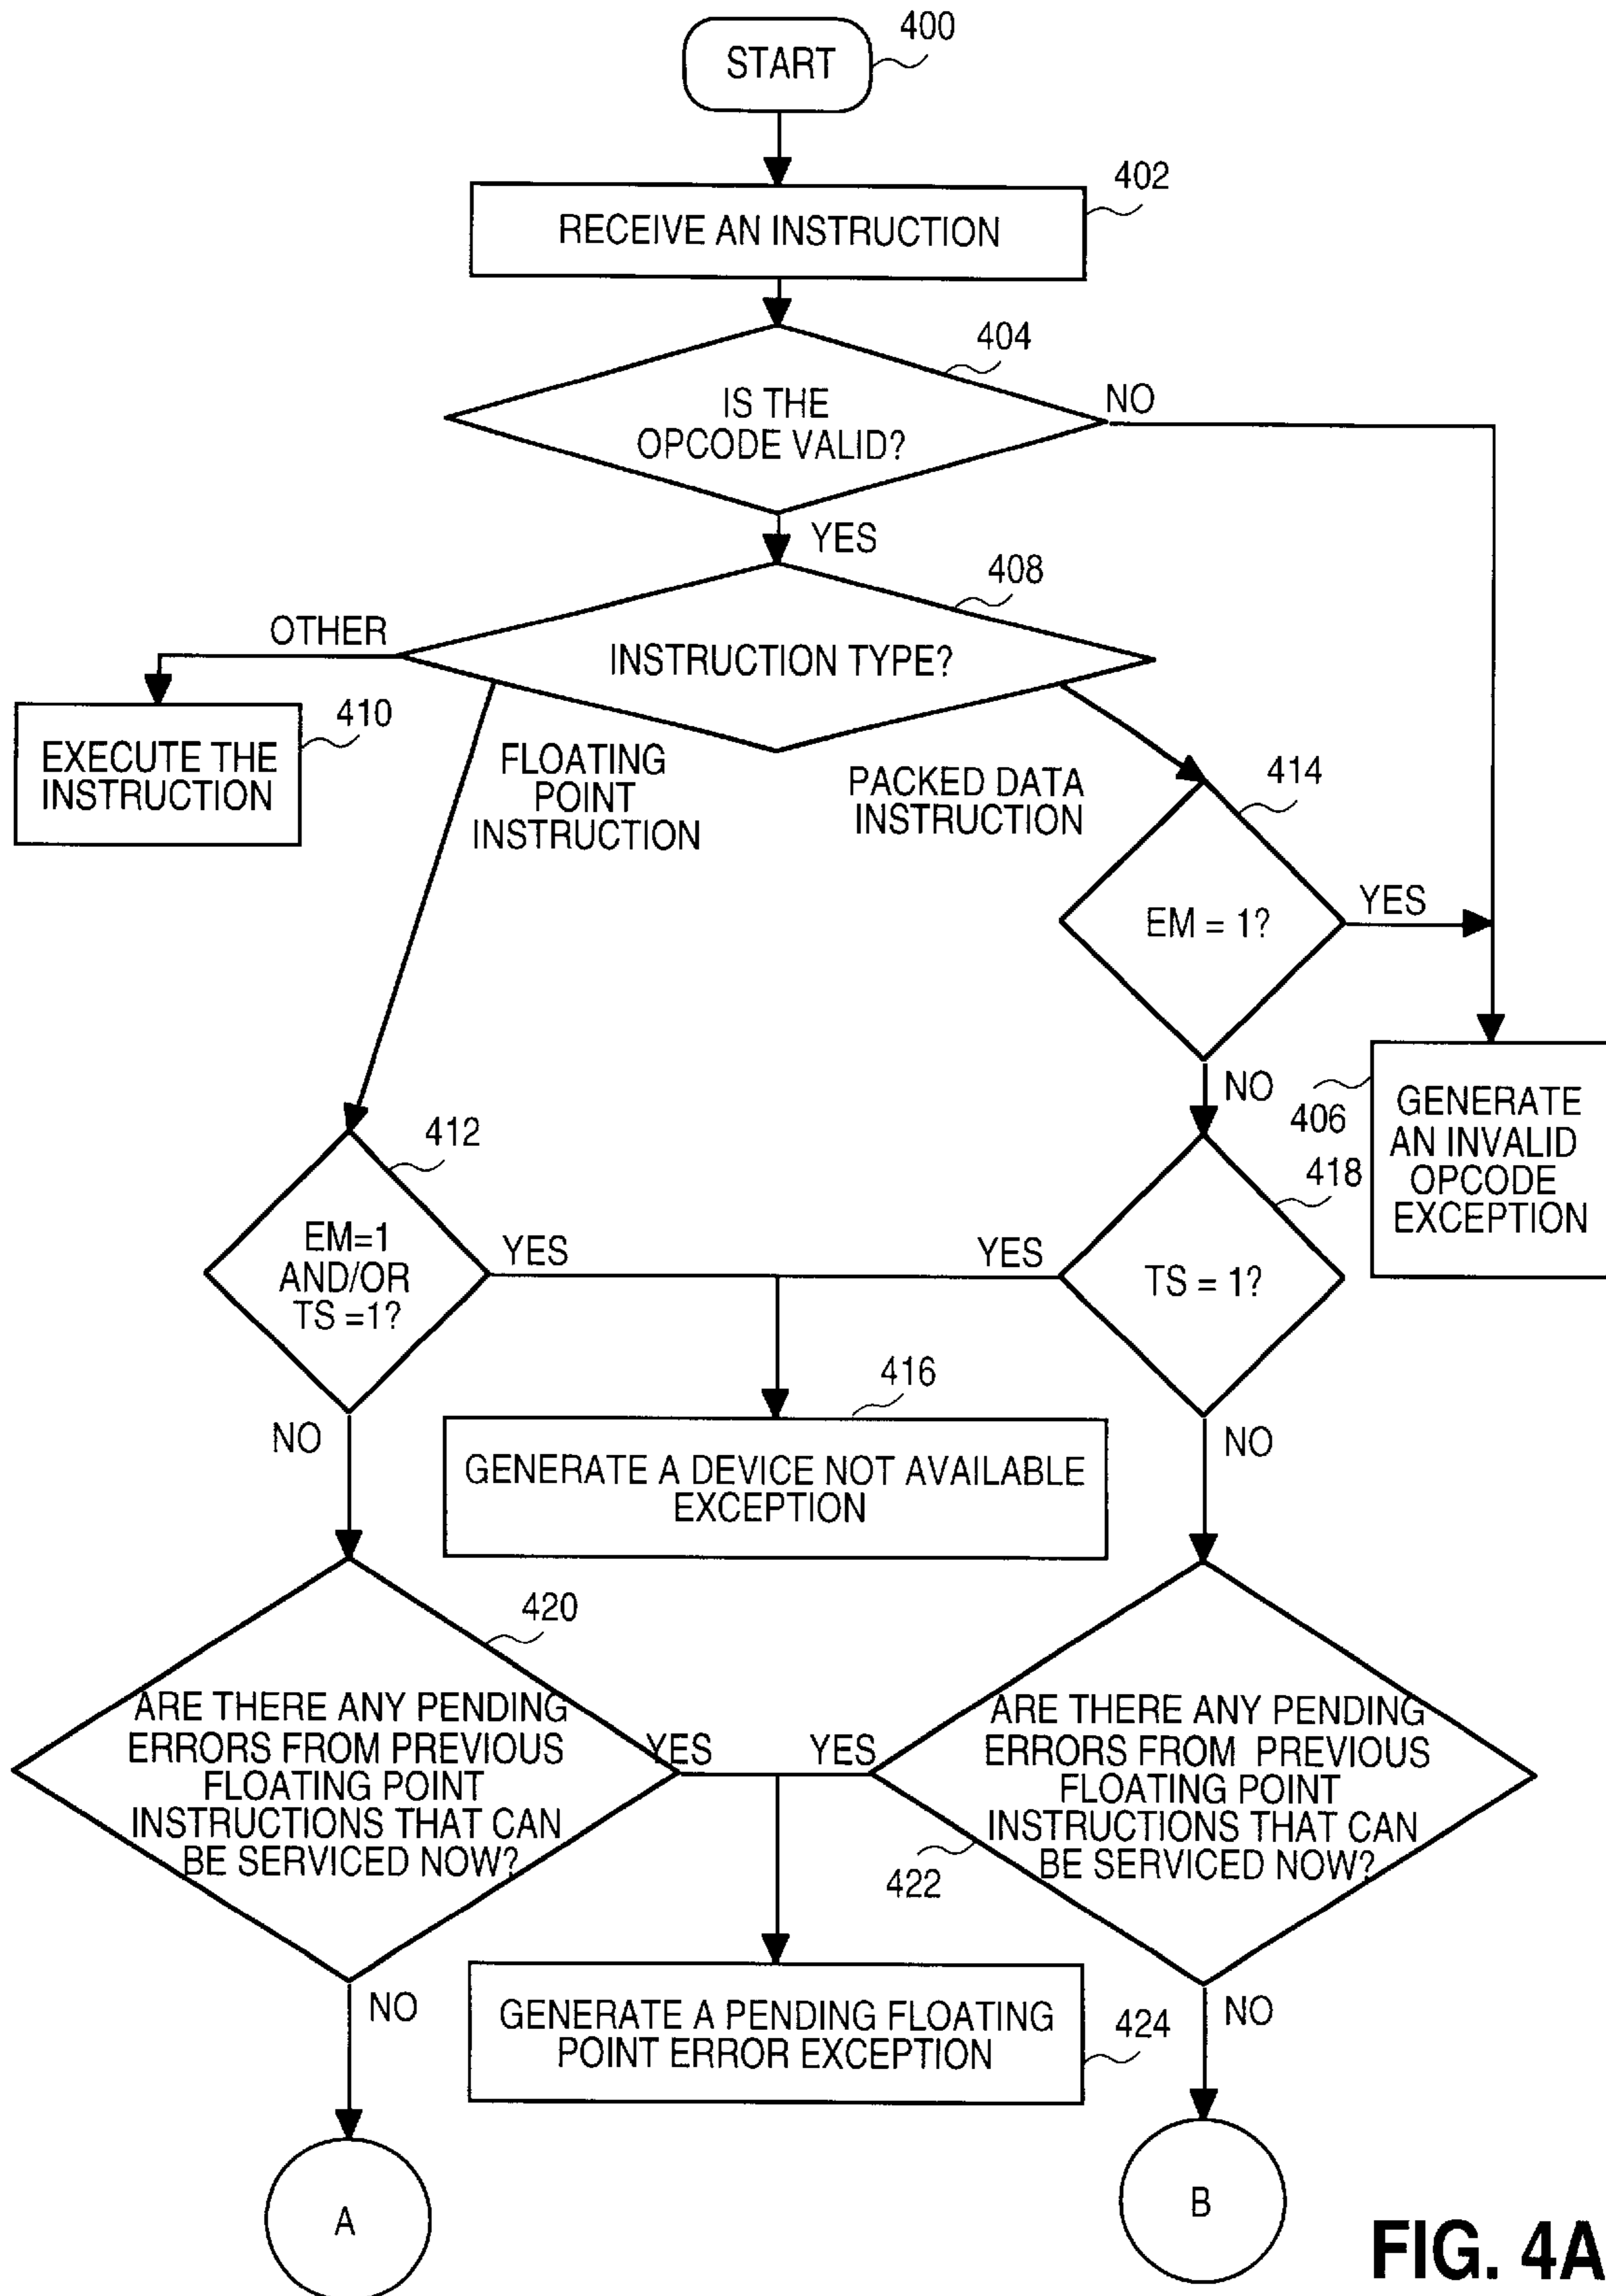 400
START
402
RECEIVE AN INSTRUCTION
404
IS THE
OPCODE VALID?
NO
YES
408
OTHER
INSTRUCTION TYPE?
410
EXECUTE THE
INSTRUCTION
FLOATING
POINT
INSTRUCTION
PACKED DATA
INSTRUCTION
414
EM = 1?
YES
NO
406
GENERATE
AN INVALID
OPCODE
EXCEPTION
412
418
EM=1
AND/OR
TS =1?
YES
YES
TS = 1?
416
NO
NO
GENERATE A DEVICE NOT AVAILABLE
EXCEPTION
420
ARE THERE ANY PENDING
ERRORS FROM PREVIOUS
FLOATING POINT
INSTRUCTIONS THAT CAN
BE SERVICED NOW?
YES
YES
ARE THERE ANY PENDING
ERRORS FROM PREVIOUS
FLOATING POINT
INSTRUCTIONS THAT CAN
BE SERVICED NOW?
422
NO
NO
GENERATE A PENDING FLOATING
POINT ERROR EXCEPTION
424
A
B
FIG. 4A